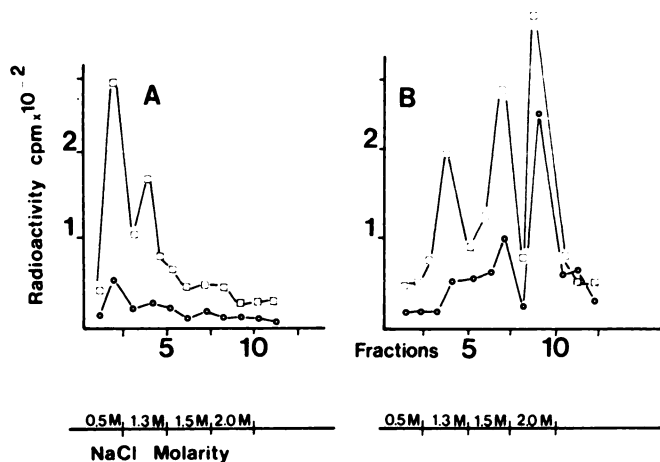 A
B
Radioactivity cpm x10⁻²
2
1
2
1
5
10
Fractions
5
10
0.5M 1.3M 1.5M 2.0M
0.5M 1.3M 1.5M 2.0M
NaCl Molarity